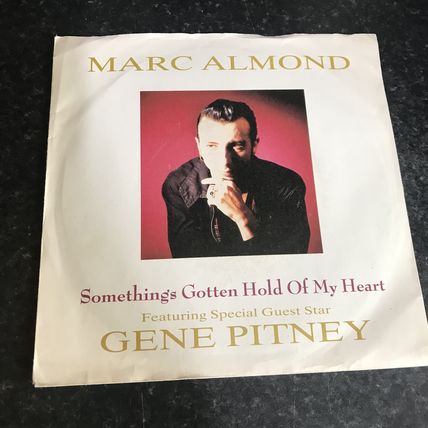 MARC ALMOND
Somethings Gotten Hold Of My Heart
Featuring Special Guest Star
GENE PITNEY